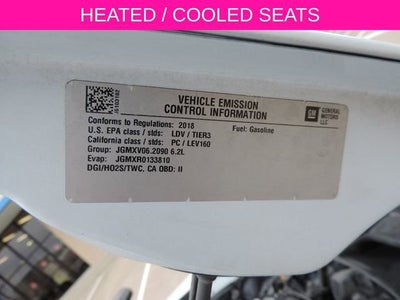 HEATED / COOLED SEATS
VEHICLE EMISSION
CONTROL INFORMATION
GM
GENERAL
MOTORS
LLC
Conforms to Regulations: 2018
Fuel: Gasoline
U.S. EPA class / stds: LDV / TIER3
California class / stds: PC / LEV160
Group: JGMXV06.2090 6.2L
Evap: JGMXR0133810
DGI/HO2S/TWC, CA OBD: II